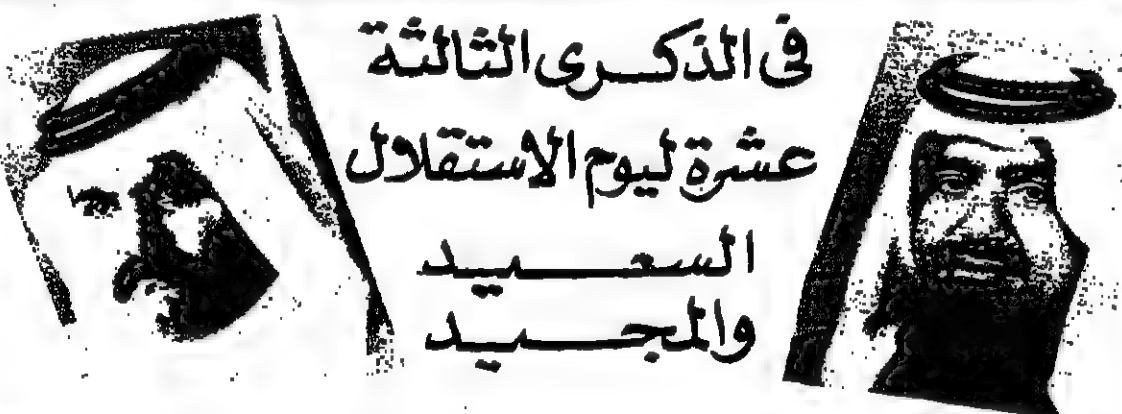 في الذكرى الثالثة
عشرة ليوم الاستقلال
السعيد
والمجيد